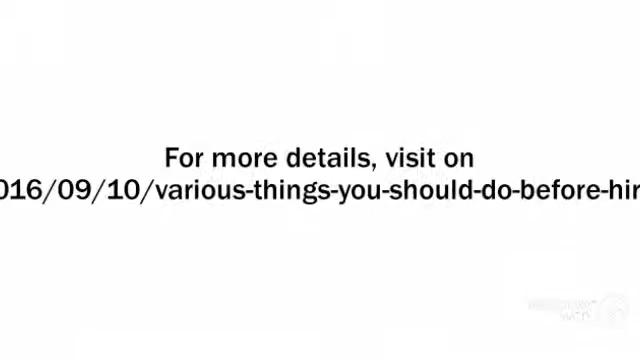 For more details, visit on
016/09/10/various-things-you-should-do-before-hir